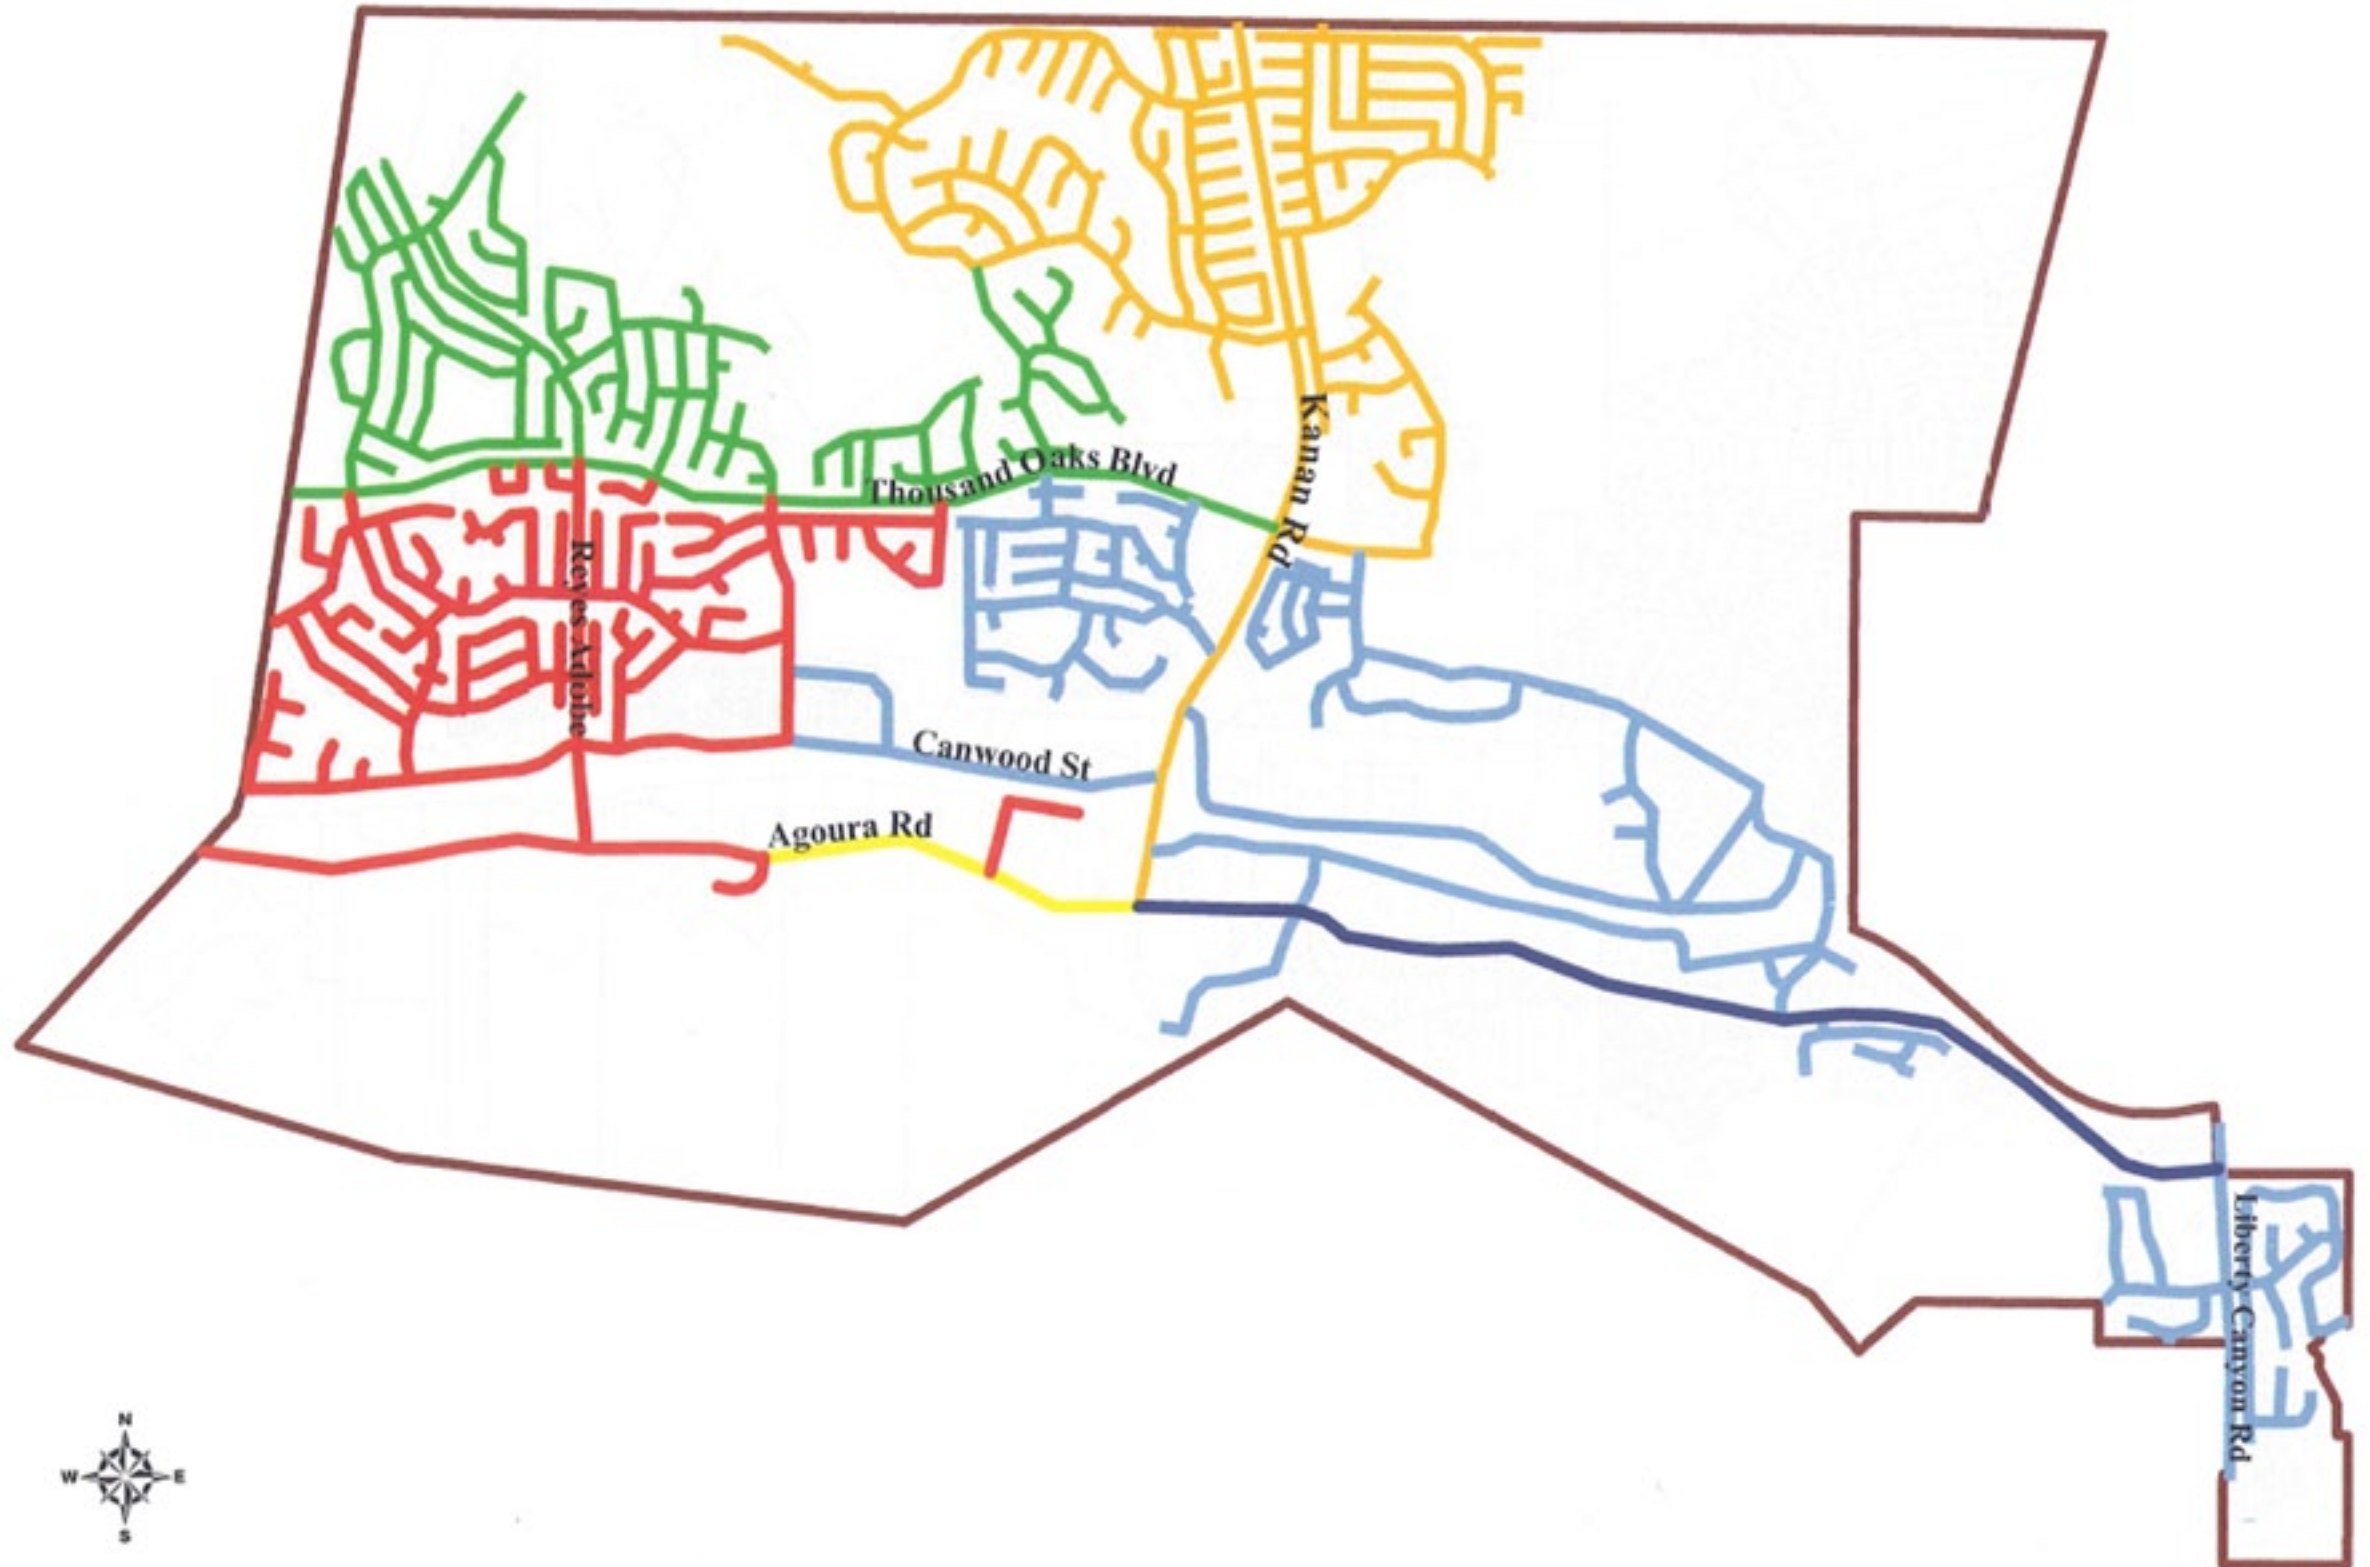 Thousand Oaks Blvd
Kanan Rd
Reyes Adobe
Canwood St
Agoura Rd
Liberty Canyon Rd
N
W
E
S